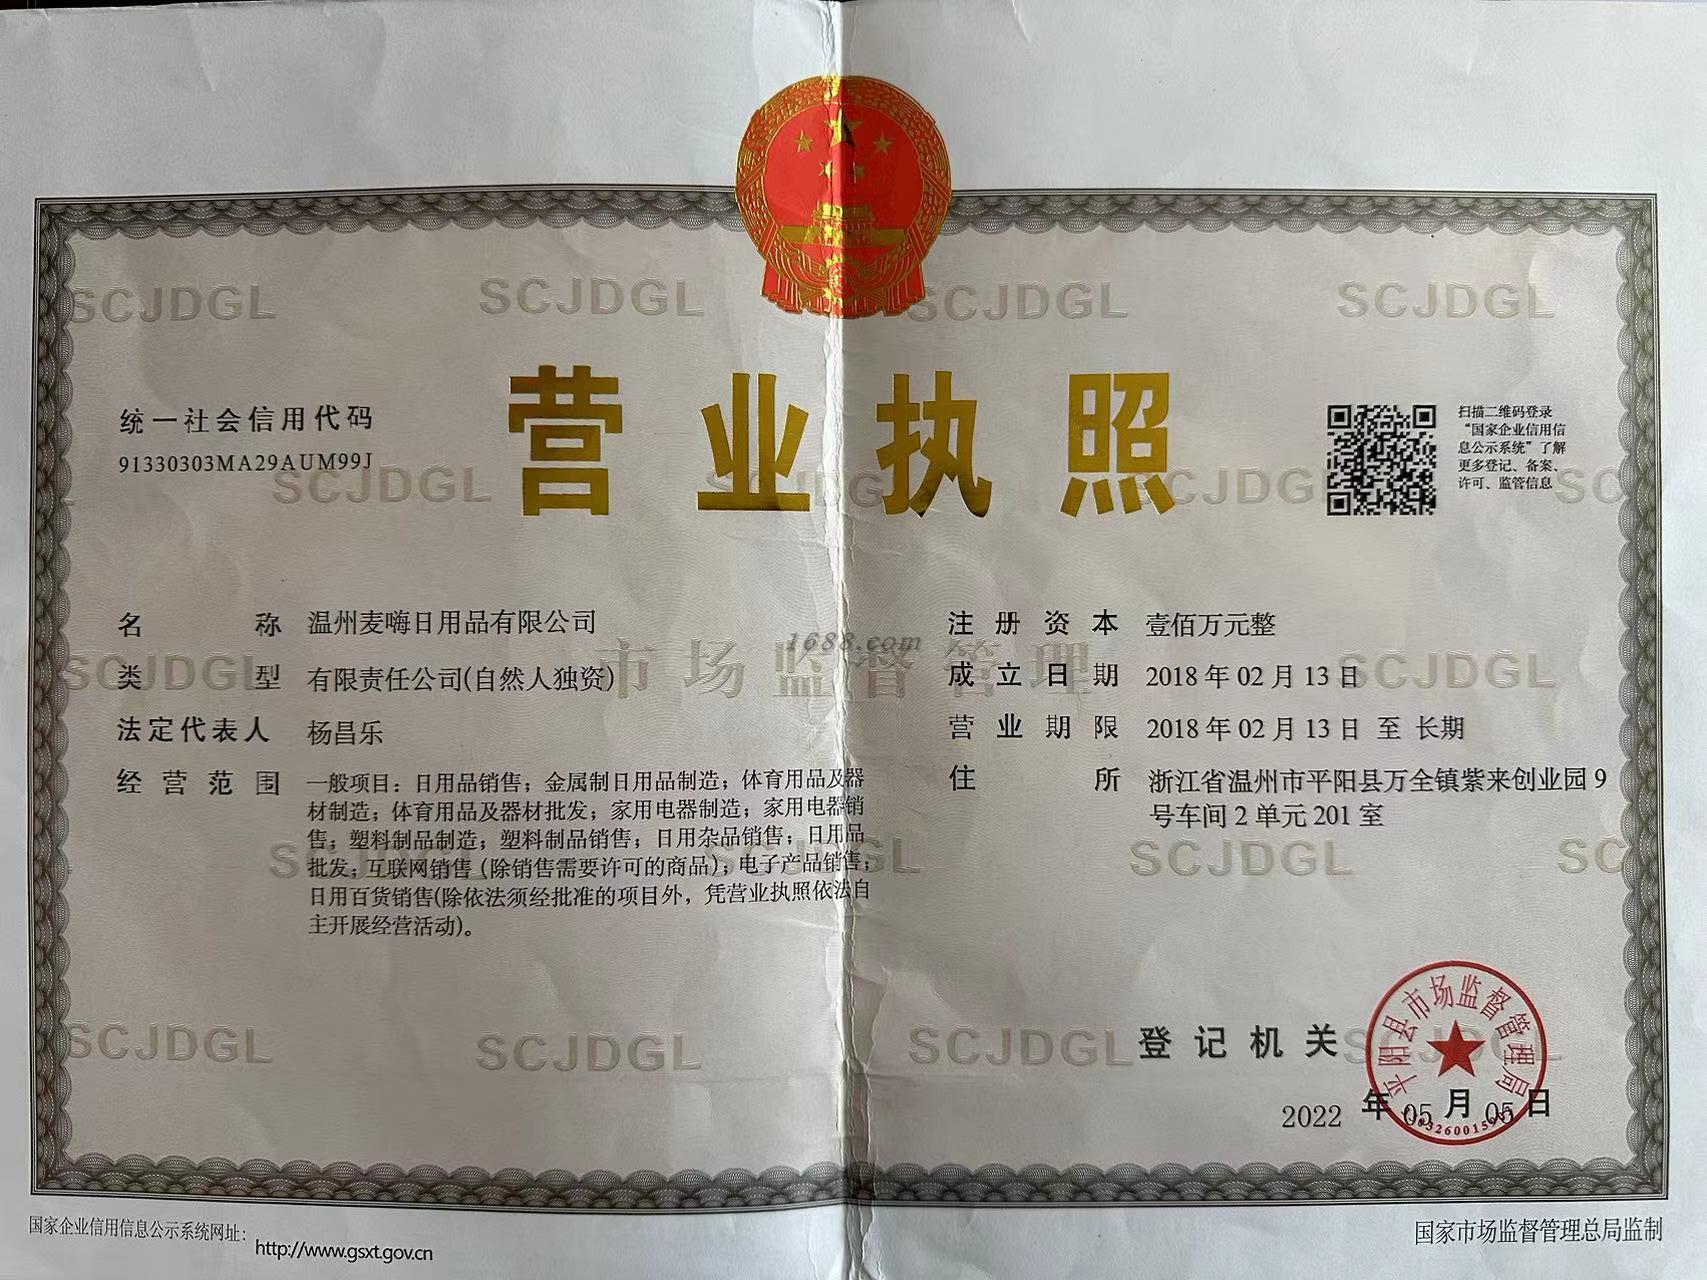 营业执照
统一社会信用代码
91330303MA29AUM99J
扫描二维码登录
“国家企业信用信
息公示系统”了解
更多登记、备案、
许可、监管信息
名称 温州麦嗨日用品有限公司
类型 有限责任公司(自然人独资)
法定代表人 杨昌乐
经营范围 一般项目：日用品销售；金属制日用品制造；体育用品及器
材制造；体育用品及器材批发；家用电器制造；家用电器销
售；塑料制品制造；塑料制品销售；日用杂品销售；日用品
批发；互联网销售（除销售需要许可的商品）；电子产品销售；
日用百货销售(除依法须经批准的项目外，凭营业执照依法自
主开展经营活动)。
注册资本 壹佰万元整
成立日期 2018年02月13日
营业期限 2018年02月13日 至 长期
住所 浙江省温州市平阳县万全镇紫来创业园9
号车间2单元201室
登记机关
平阳县市场监督管理局
2022年05月05日
SCJDGL
市场监督管理
1688.com
国家企业信用信息公示系统网址：
http://www.gsxt.gov.cn
国家市场监督管理总局监制